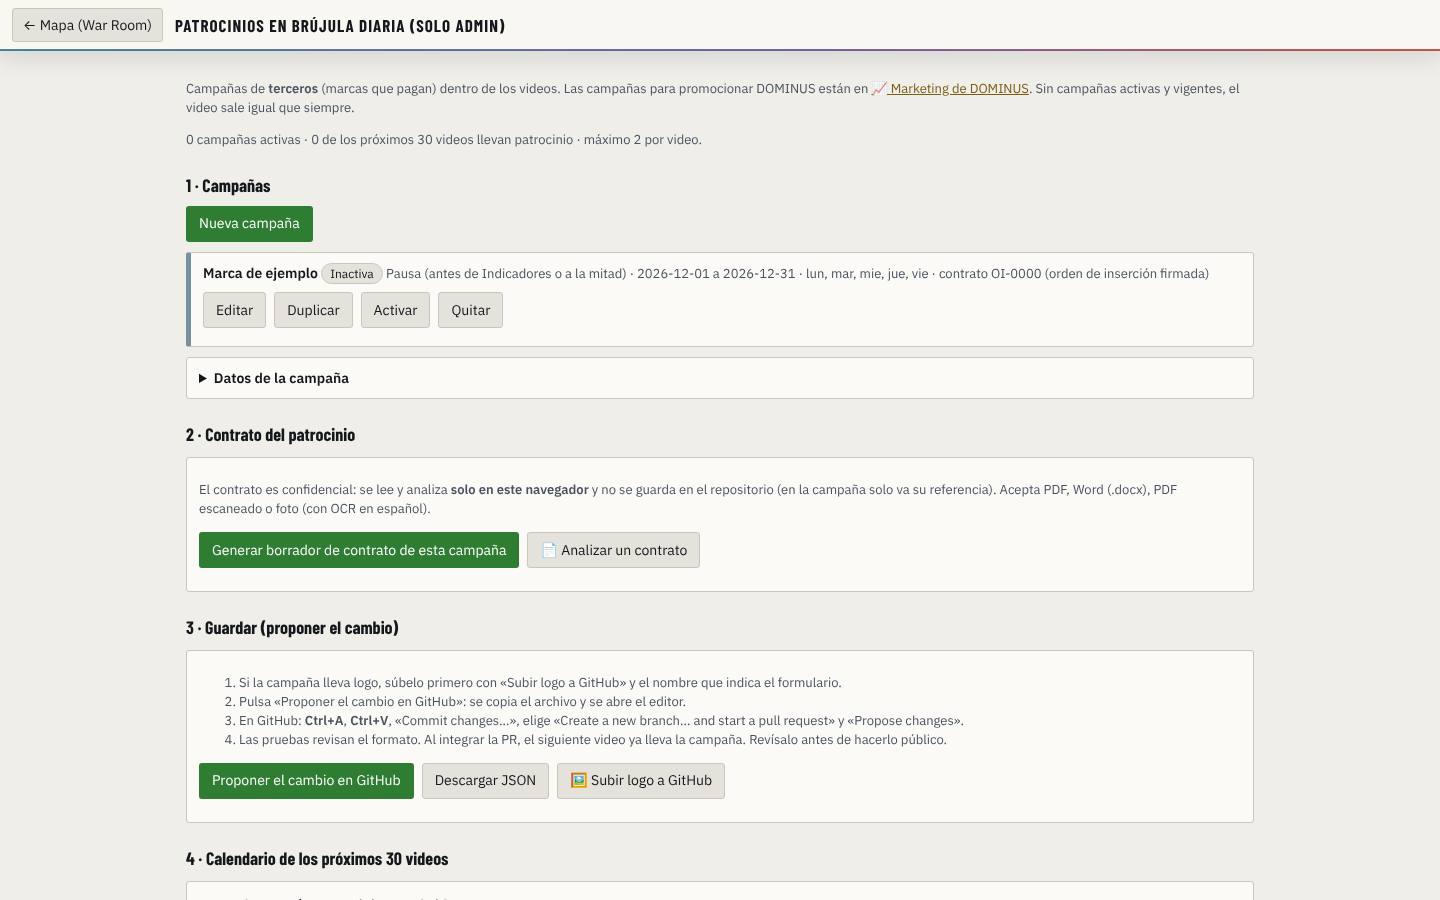 ← Mapa (War Room)
PATROCINIOS EN BRÚJULA DIARIA (SOLO ADMIN)
Campañas de terceros (marcas que pagan) dentro de los videos. Las campañas para promocionar DOMINUS están en 📈 Marketing de DOMINUS. Sin campañas activas y vigentes, el
video sale igual que siempre.
0 campañas activas · 0 de los próximos 30 videos llevan patrocinio · máximo 2 por video.
1 · Campañas
Nueva campaña
Marca de ejemplo Inactiva Pausa (antes de Indicadores o a la mitad) · 2026-12-01 a 2026-12-31 · lun, mar, mie, jue, vie · contrato OI-0000 (orden de inserción firmada)
Editar Duplicar Activar Quitar
▶ Datos de la campaña
2 · Contrato del patrocinio
El contrato es confidencial: se lee y analiza solo en este navegador y no se guarda en el repositorio (en la campaña solo va su referencia). Acepta PDF, Word (.docx), PDF
escaneado o foto (con OCR en español).
Generar borrador de contrato de esta campaña 📄 Analizar un contrato
3 · Guardar (proponer el cambio)
1. Si la campaña lleva logo, súbelo primero con «Subir logo a GitHub» y el nombre que indica el formulario.
2. Pulsa «Proponer el cambio en GitHub»: se copia el archivo y se abre el editor.
3. En GitHub: Ctrl+A, Ctrl+V, «Commit changes…», elige «Create a new branch… and start a pull request» y «Propose changes».
4. Las pruebas revisan el formato. Al integrar la PR, el siguiente video ya lleva la campaña. Revísalo antes de hacerlo público.
Proponer el cambio en GitHub Descargar JSON 🖼️ Subir logo a GitHub
4 · Calendario de los próximos 30 videos